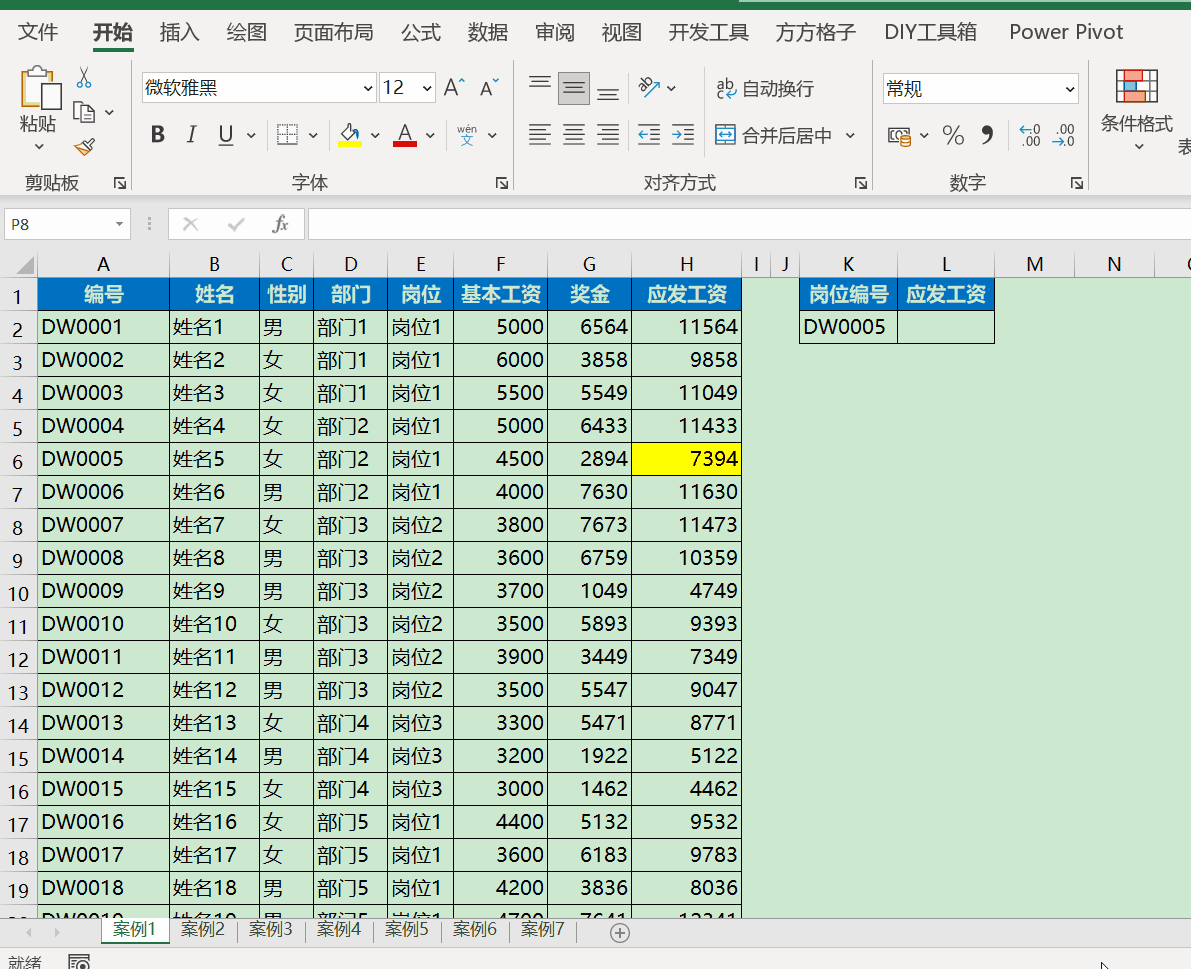 文件 开始 插入 绘图 页面布局 公式 数据 审阅 视图 开发工具 方方格子 DIY工具箱 Power Pivot
微软雅黑 12 A A ab 自动换行 常规
粘贴 B I U A wén 文 合并后居中 % 条件格式
剪贴板 字体 对齐方式 数字
P8 fx
A B C D E F G H I J K L M N
1 编号 姓名 性别 部门 岗位 基本工资 奖金 应发工资 岗位编号 应发工资
2 DW0001 姓名1 男 部门1 岗位1 5000 6564 11564 DW0005
3 DW0002 姓名2 女 部门1 岗位1 6000 3858 9858
4 DW0003 姓名3 女 部门1 岗位1 5500 5549 11049
5 DW0004 姓名4 女 部门2 岗位1 5000 6433 11433
6 DW0005 姓名5 女 部门2 岗位1 4500 2894 7394
7 DW0006 姓名6 男 部门2 岗位1 4000 7630 11630
8 DW0007 姓名7 女 部门3 岗位2 3800 7673 11473
9 DW0008 姓名8 男 部门3 岗位2 3600 6759 10359
10 DW0009 姓名9 男 部门3 岗位2 3700 1049 4749
11 DW0010 姓名10 女 部门3 岗位2 3500 5893 9393
12 DW0011 姓名11 男 部门3 岗位2 3900 3449 7349
13 DW0012 姓名12 男 部门3 岗位2 3500 5547 9047
14 DW0013 姓名13 女 部门4 岗位3 3300 5471 8771
15 DW0014 姓名14 男 部门4 岗位3 3200 1922 5122
16 DW0015 姓名15 女 部门4 岗位3 3000 1462 4462
17 DW0016 姓名16 女 部门5 岗位1 4400 5132 9532
18 DW0017 姓名17 女 部门5 岗位1 3600 6183 9783
19 DW0018 姓名18 男 部门5 岗位1 4200 3836 8036
案例1 案例2 案例3 案例4 案例5 案例6 案例7
就绪